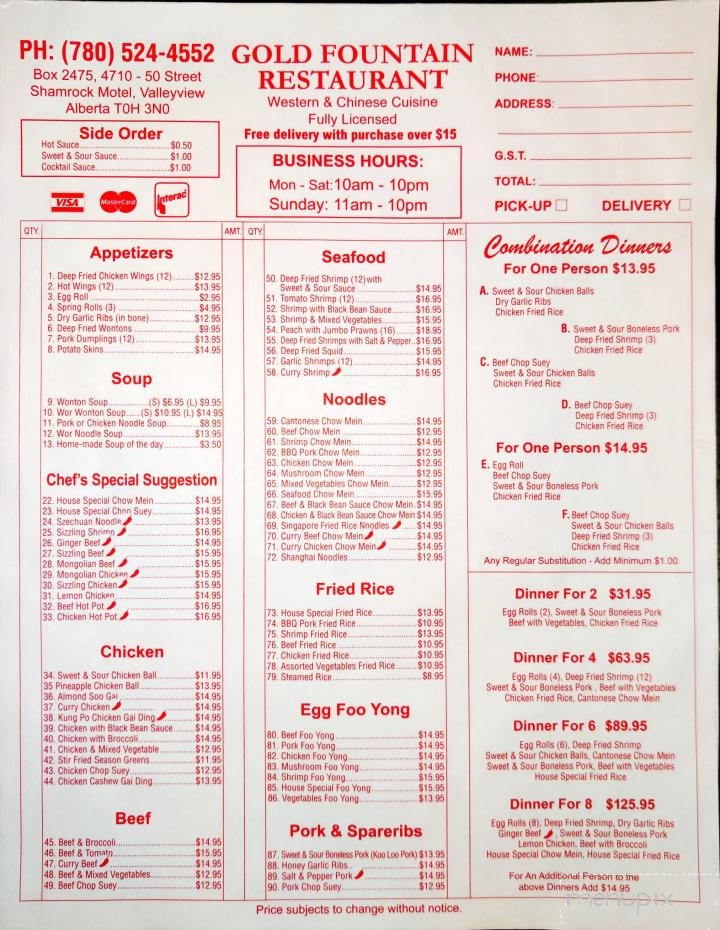 PH: (780) 524-4552
Box 2475, 4710 - 50 Street
Shamrock Motel, Valleyview
Alberta T0H 3N0
Side Order
Hot Sauce.....$0.50
Sweet & Sour Sauce.....$1.00
Cocktail Sauce.....$1.00
VISA
MasterCard
Interac
GOLD FOUNTAIN
RESTAURANT
Western & Chinese Cuisine
Fully Licensed
Free delivery with purchase over $15
BUSINESS HOURS:
Mon - Sat:10am - 10pm
Sunday: 11am - 10pm
NAME:
PHONE:
ADDRESS:
G.S.T.
TOTAL:
PICK-UP
DELIVERY
QTY.
AMT.
Appetizers
1. Deep Fried Chicken Wings (12).....$12.95
2. Hot Wings (12).....$13.95
3. Egg Roll.....$2.95
4. Spring Rolls (3).....$4.95
5. Dry Garlic Ribs (in bone).....$12.95
6. Deep Fried Wontons.....$9.95
7. Pork Dumplings (12).....$13.95
8. Potato Skins.....$14.95
Soup
9. Wonton Soup.....(S) $6.95 (L) $9.95
10. Wor Wonton Soup.....(S) $10.95 (L) $14.95
11. Pork or Chicken Noodle Soup.....$8.95
12. Wor Noodle Soup.....$13.95
13. Home-made Soup of the day.....$3.50
Chef's Special Suggestion
22. House Special Chow Mein.....$14.95
23. House Special Chop Suey.....$14.95
24. Szechuan Noodle.....$13.95
25. Sizzling Shrimp.....$16.95
26. Ginger Beef.....$14.95
27. Sizzling Beef.....$15.95
28. Mongolian Beef.....$15.95
29. Mongolian Chicken.....$15.95
30. Sizzling Chicken.....$15.95
31. Lemon Chicken.....$14.95
32. Beef Hot Pot.....$16.95
33. Chicken Hot Pot.....$16.95
Chicken
34. Sweet & Sour Chicken Ball.....$11.95
35 Pineapple Chicken Ball.....$13.95
36. Almond Soo Gai.....$14.95
37. Curry Chicken.....$14.95
38. Kung Po Chicken Gai Ding.....$14.95
39. Chicken with Black Bean Sauce.....$14.95
40. Chicken with Broccoli.....$14.95
41. Chicken & Mixed Vegetable.....$12.95
42. Stir Fried Season Greens.....$11.95
43. Chicken Chop Suey.....$12.95
44. Chicken Cashew Gai Ding.....$13.95
Beef
45. Beef & Broccoli.....$14.95
46. Beef & Tomato.....$15.95
47. Curry Beef.....$14.95
48. Beef & Mixed Vegetables.....$12.95
49. Beef Chop Suey.....$12.95
QTY.
AMT.
Seafood
50. Deep Fried Shrimp (12)with
Sweet & Sour Sauce.....$14.95
51. Tomato Shrimp (12).....$16.95
52. Shrimp with Black Bean Sauce.....$16.95
53. Shrimp & Mixed Vegetables.....$15.95
54. Peach with Jumbo Prawns (16).....$18.95
55. Deep Fried Shrimps with Salt & Pepper..$16.95
56. Deep Fried Squid.....$15.95
57. Garlic Shrimps (12).....$14.95
58. Curry Shrimp.....$16.95
Noodles
59. Cantonese Chow Mein.....$14.95
60. Beef Chow Mein.....$12.95
61. Shrimp Chow Mein.....$14.95
62. BBQ Pork Chow Mein.....$12.95
63. Chicken Chow Mein.....$12.95
64. Mushroom Chow Mein.....$12.95
65. Mixed Vegetables Chow Mein.....$12.95
66. Seafood Chow Mein.....$15.95
67. Beef & Black Bean Sauce Chow Mein.$14.95
68. Chicken & Black Bean Sauce Chow Mein $14.95
69. Singapore Fried Rice Noodles.....$14.95
70. Curry Beef Chow Mein.....$14.95
71. Curry Chicken Chow Mein.....$14.95
72. Shanghai Noodles.....$12.95
Fried Rice
73. House Special Fried Rice.....$13.95
74. BBQ Pork Fried Rice.....$10.95
75. Shrimp Fried Rice.....$13.95
76. Beef Fried Rice.....$10.95
77. Chicken Fried Rice.....$10.95
78. Assorted Vegetables Fried Rice.....$10.95
79. Steamed Rice.....$8.95
Egg Foo Yong
80. Beef Foo Yong.....$14.95
81. Pork Foo Yong.....$14.95
82. Chicken Foo Yong.....$14.95
83. Mushroom Foo Yong.....$14.95
84. Shrimp Foo Yong.....$15.95
85. House Special Foo Yong.....$15.95
86. Vegetables Foo Yong.....$13.95
Pork & Spareribs
87. Sweet & Sour Boneless Pork (Koo Loo Pork) $13.95
88. Honey Garlic Ribs.....$14.95
89. Salt & Pepper Pork.....$14.95
90. Pork Chop Suey.....$12.95
Combination Dinners
For One Person $13.95
A. Sweet & Sour Chicken Balls
Dry Garlic Ribs
Chicken Fried Rice
B. Sweet & Sour Boneless Pork
Deep Fried Shrimp (3)
Chicken Fried Rice
C. Beef Chop Suey
Sweet & Sour Chicken Balls
Chicken Fried Rice
D. Beef Chop Suey
Deep Fried Shrimp (3)
Chicken Fried Rice
For One Person $14.95
E. Egg Roll
Beef Chop Suey
Sweet & Sour Boneless Pork
Chicken Fried Rice
F. Beef Chop Suey
Sweet & Sour Chicken Balls
Deep Fried Shrimp (3)
Chicken Fried Rice
Any Regular Substitution - Add Minimum $1.00
Dinner For 2 $31.95
Egg Rolls (2), Sweet & Sour Boneless Pork
Beef with Vegetables, Chicken Fried Rice
Dinner For 4 $63.95
Egg Rolls (4), Deep Fried Shrimp (12)
Sweet & Sour Boneless Pork , Beef with Vegetables
Chicken Fried Rice, Cantonese Chow Mein
Dinner For 6 $89.95
Egg Rolls (6), Deep Fried Shrimp
Sweet & Sour Chicken Balls, Cantonese Chow Mein
Sweet & Sour Boneless Pork, Beef with Vegetables
House Special Fried Rice
Dinner For 8 $125.95
Egg Rolls (8), Deep Fried Shrimp, Dry Garlic Ribs
Ginger Beef , Sweet & Sour Boneless Pork
Lemon Chicken, Beef with Broccoli
House Special Chow Mein, House Special Fried Rice
For An Additional Person to the
above Dinners Add $14.95
menupix
Price subjects to change without notice.